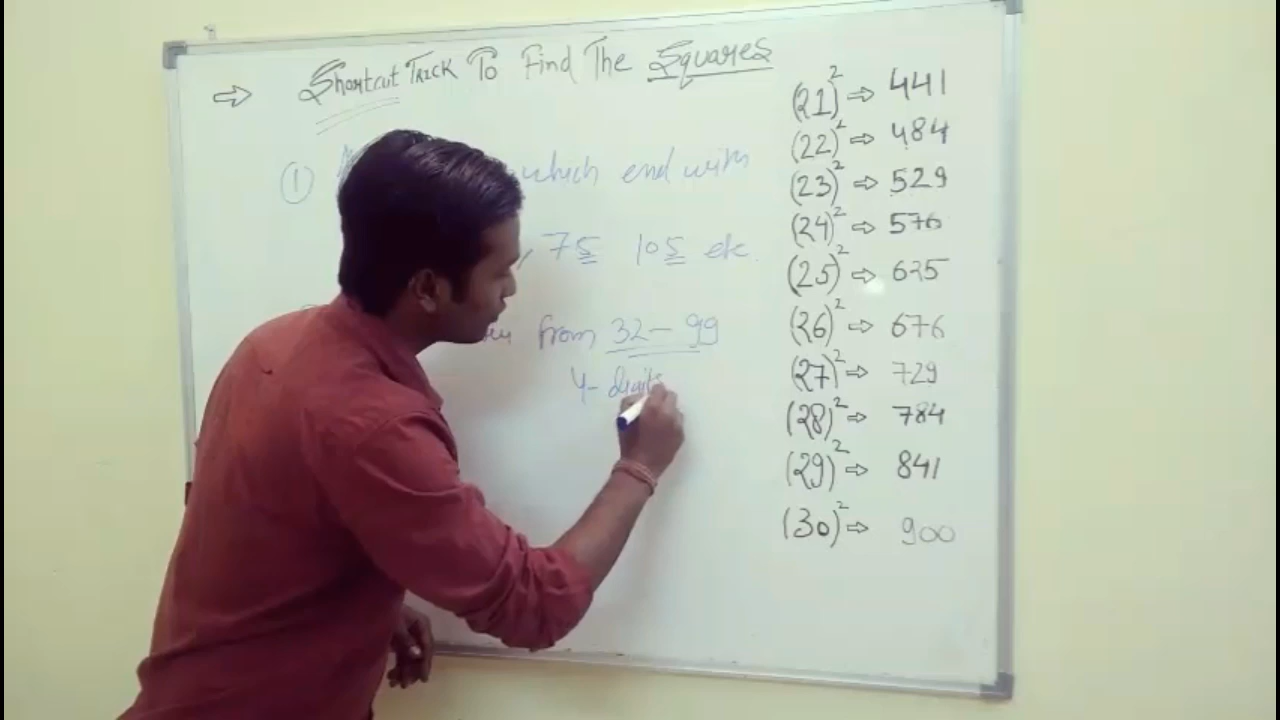 ⇨ Shortcut TRICK To Find The Squares
① which end with
, 75 105 etc.
from 32 - 99
4- digit
(21)² ⇨ 441
(22)² ⇨ 484
(23)² ⇨ 529
(24)² ⇨ 576
(25)² ⇨ 625
(26)² ⇨ 676
(27)² ⇨ 729
(28)² ⇨ 784
(29)² ⇨ 841
(30)² ⇨ 900